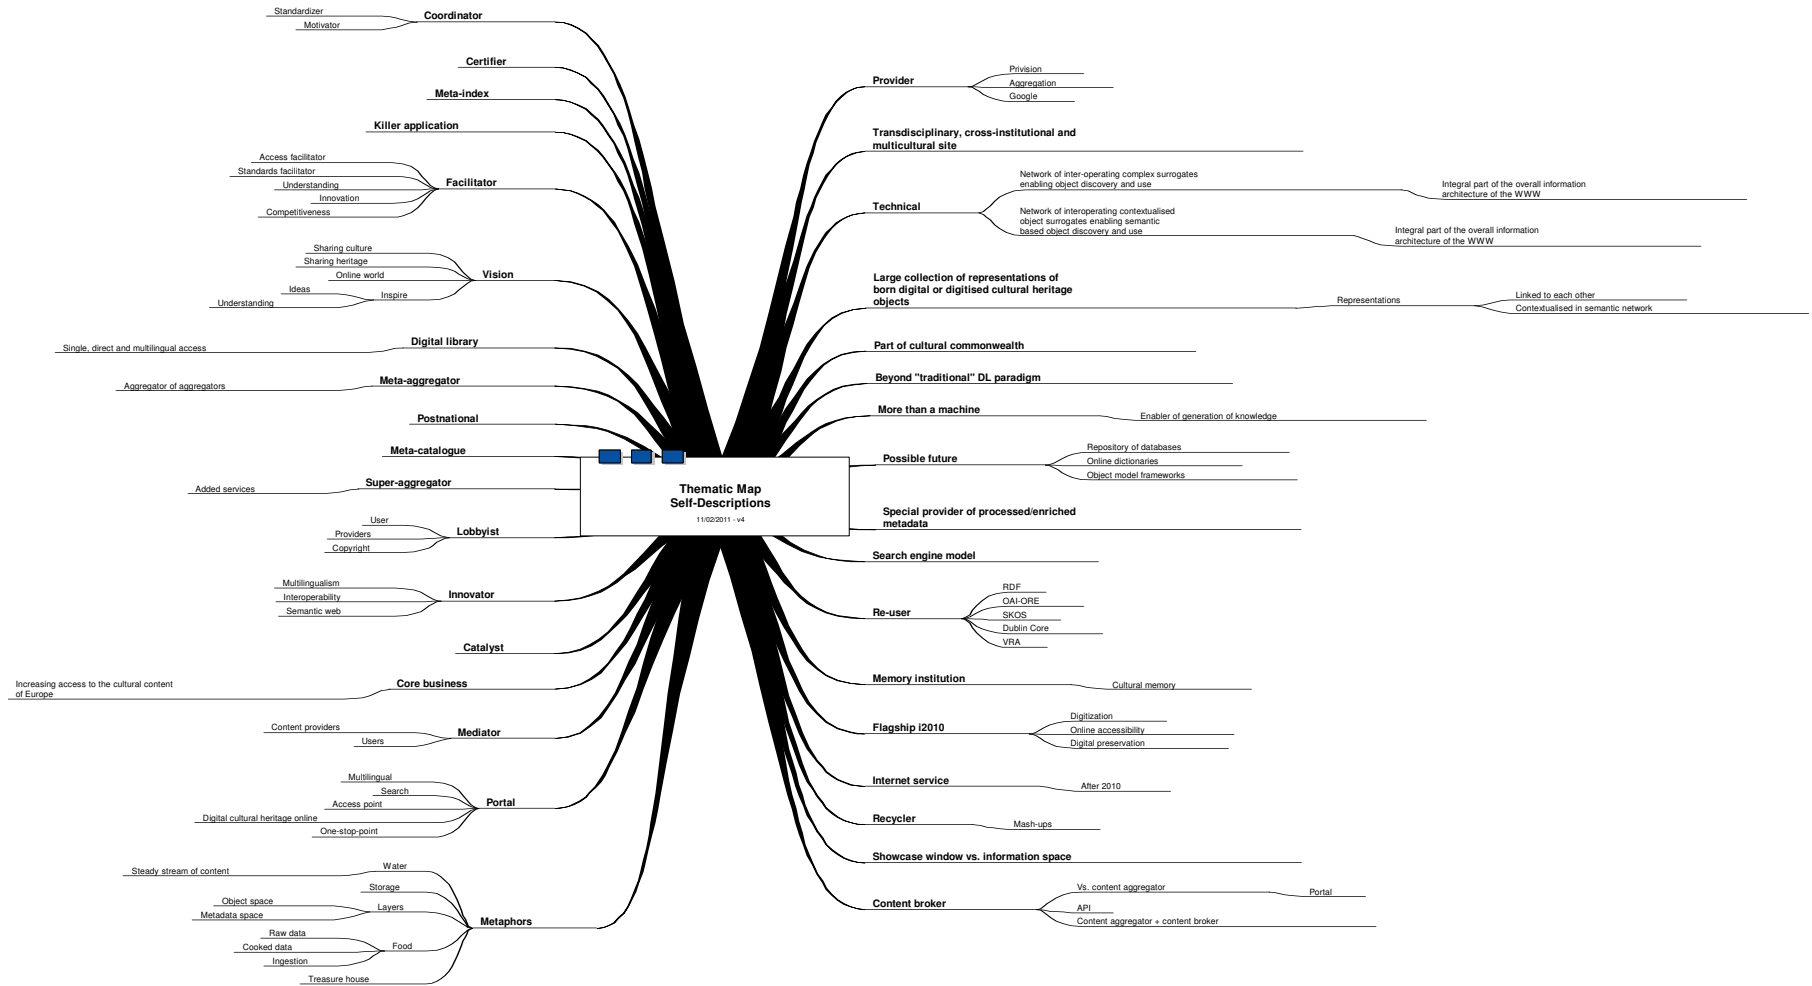 Thematic Map
Self-Descriptions
11/02/2011 - v4
Coordinator
Standardizer
Motivator
Certifier
Meta-index
Killer application
Facilitator
Access facilitator
Standards facilitator
Understanding
Innovation
Competitiveness
Vision
Sharing culture
Sharing heritage
Online world
Inspire
Ideas
Understanding
Digital library
Single, direct and multilingual access
Meta-aggregator
Aggregator of aggregators
Postnational
Meta-catalogue
Super-aggregator
Added services
Lobbyist
User
Providers
Copyright
Innovator
Multilingualism
Interoperability
Semantic web
Catalyst
Core business
Increasing access to the cultural content
of Europe
Mediator
Content providers
Users
Portal
Multilingual
Search
Access point
Digital cultural heritage online
One-stop-point
Metaphors
Water
Steady stream of content
Storage
Layers
Object space
Metadata space
Food
Raw data
Cooked data
Ingestion
Treasure house
Provider
Privision
Aggregation
Google
Transdisciplinary, cross-institutional and
multicultural site
Technical
Network of inter-operating complex surrogates
enabling object discovery and use
Integral part of the overall information
architecture of the WWW
Network of interoperating contextualised
object surrogates enabling semantic
based object discovery and use
Integral part of the overall information
architecture of the WWW
Large collection of representations of
born digital or digitised cultural heritage
objects
Representations
Linked to each other
Contextualised in semantic network
Part of cultural commonwealth
Beyond "traditional" DL paradigm
More than a machine
Enabler of generation of knowledge
Possible future
Repository of databases
Online dictionaries
Object model frameworks
Special provider of processed/enriched
metadata
Search engine model
Re-user
RDF
OAI-ORE
SKOS
Dublin Core
VRA
Memory institution
Cultural memory
Flagship i2010
Digitization
Online accessibility
Digital preservation
Internet service
After 2010
Recycler
Mash-ups
Showcase window vs. information space
Content broker
Vs. content aggregator
Portal
API
Content aggregator + content broker